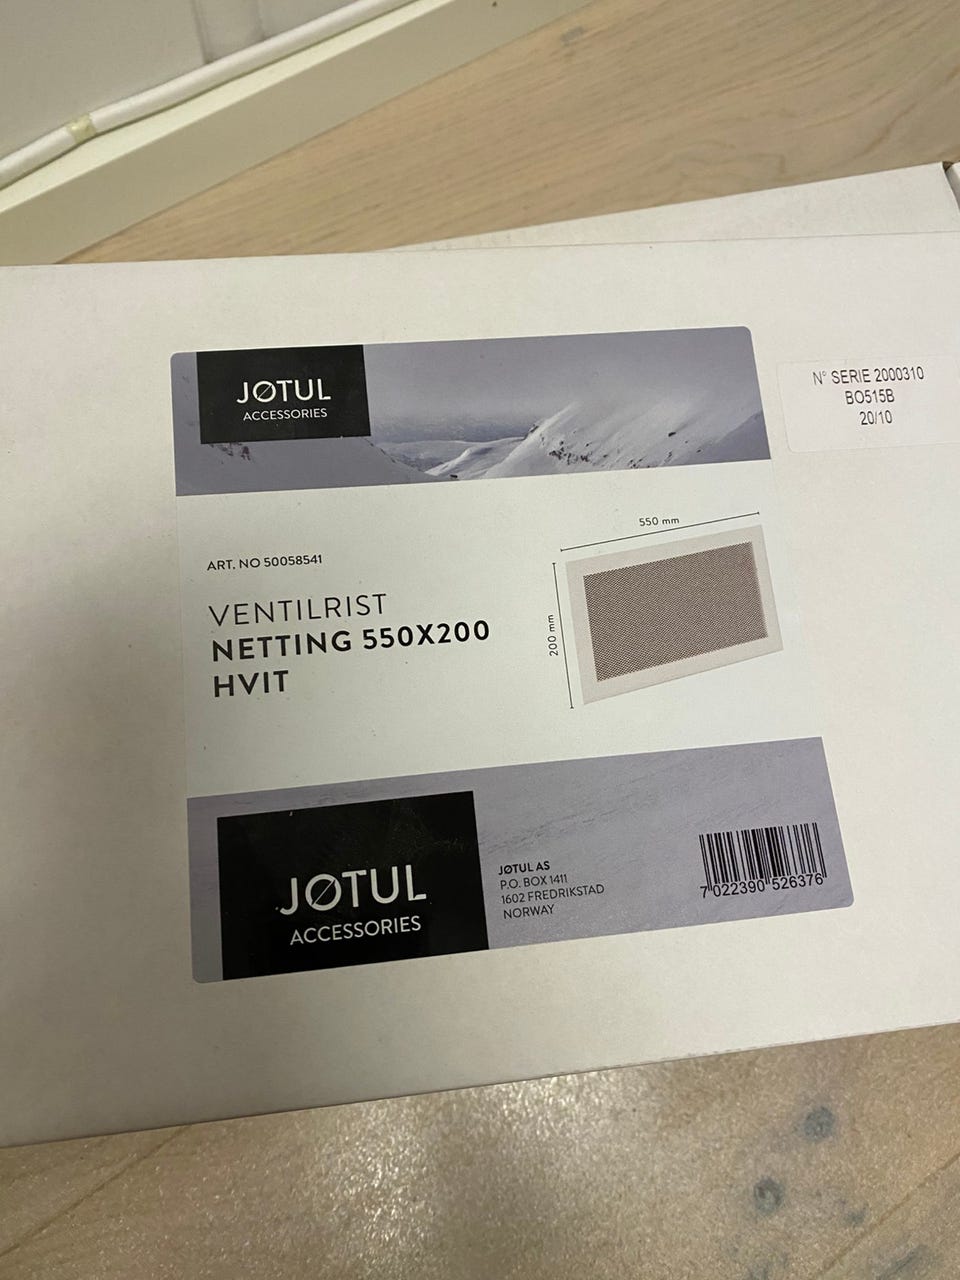 JØTUL
ACCESSORIES
N° SERIE 2000310
BO515B
20/10
ART. NO 50058541
VENTILRIST
NETTING 550X200
HVIT
550 mm
200 mm
JØTUL
ACCESSORIES
JØTUL AS
P.O. BOX 1411
1602 FREDRIKSTAD
NORWAY
7 022390 526376